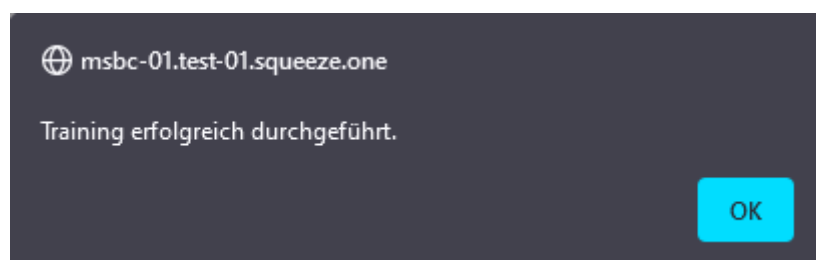 msbc-01.test-01.squeeze.one
Training erfolgreich durchgeführt.
OK